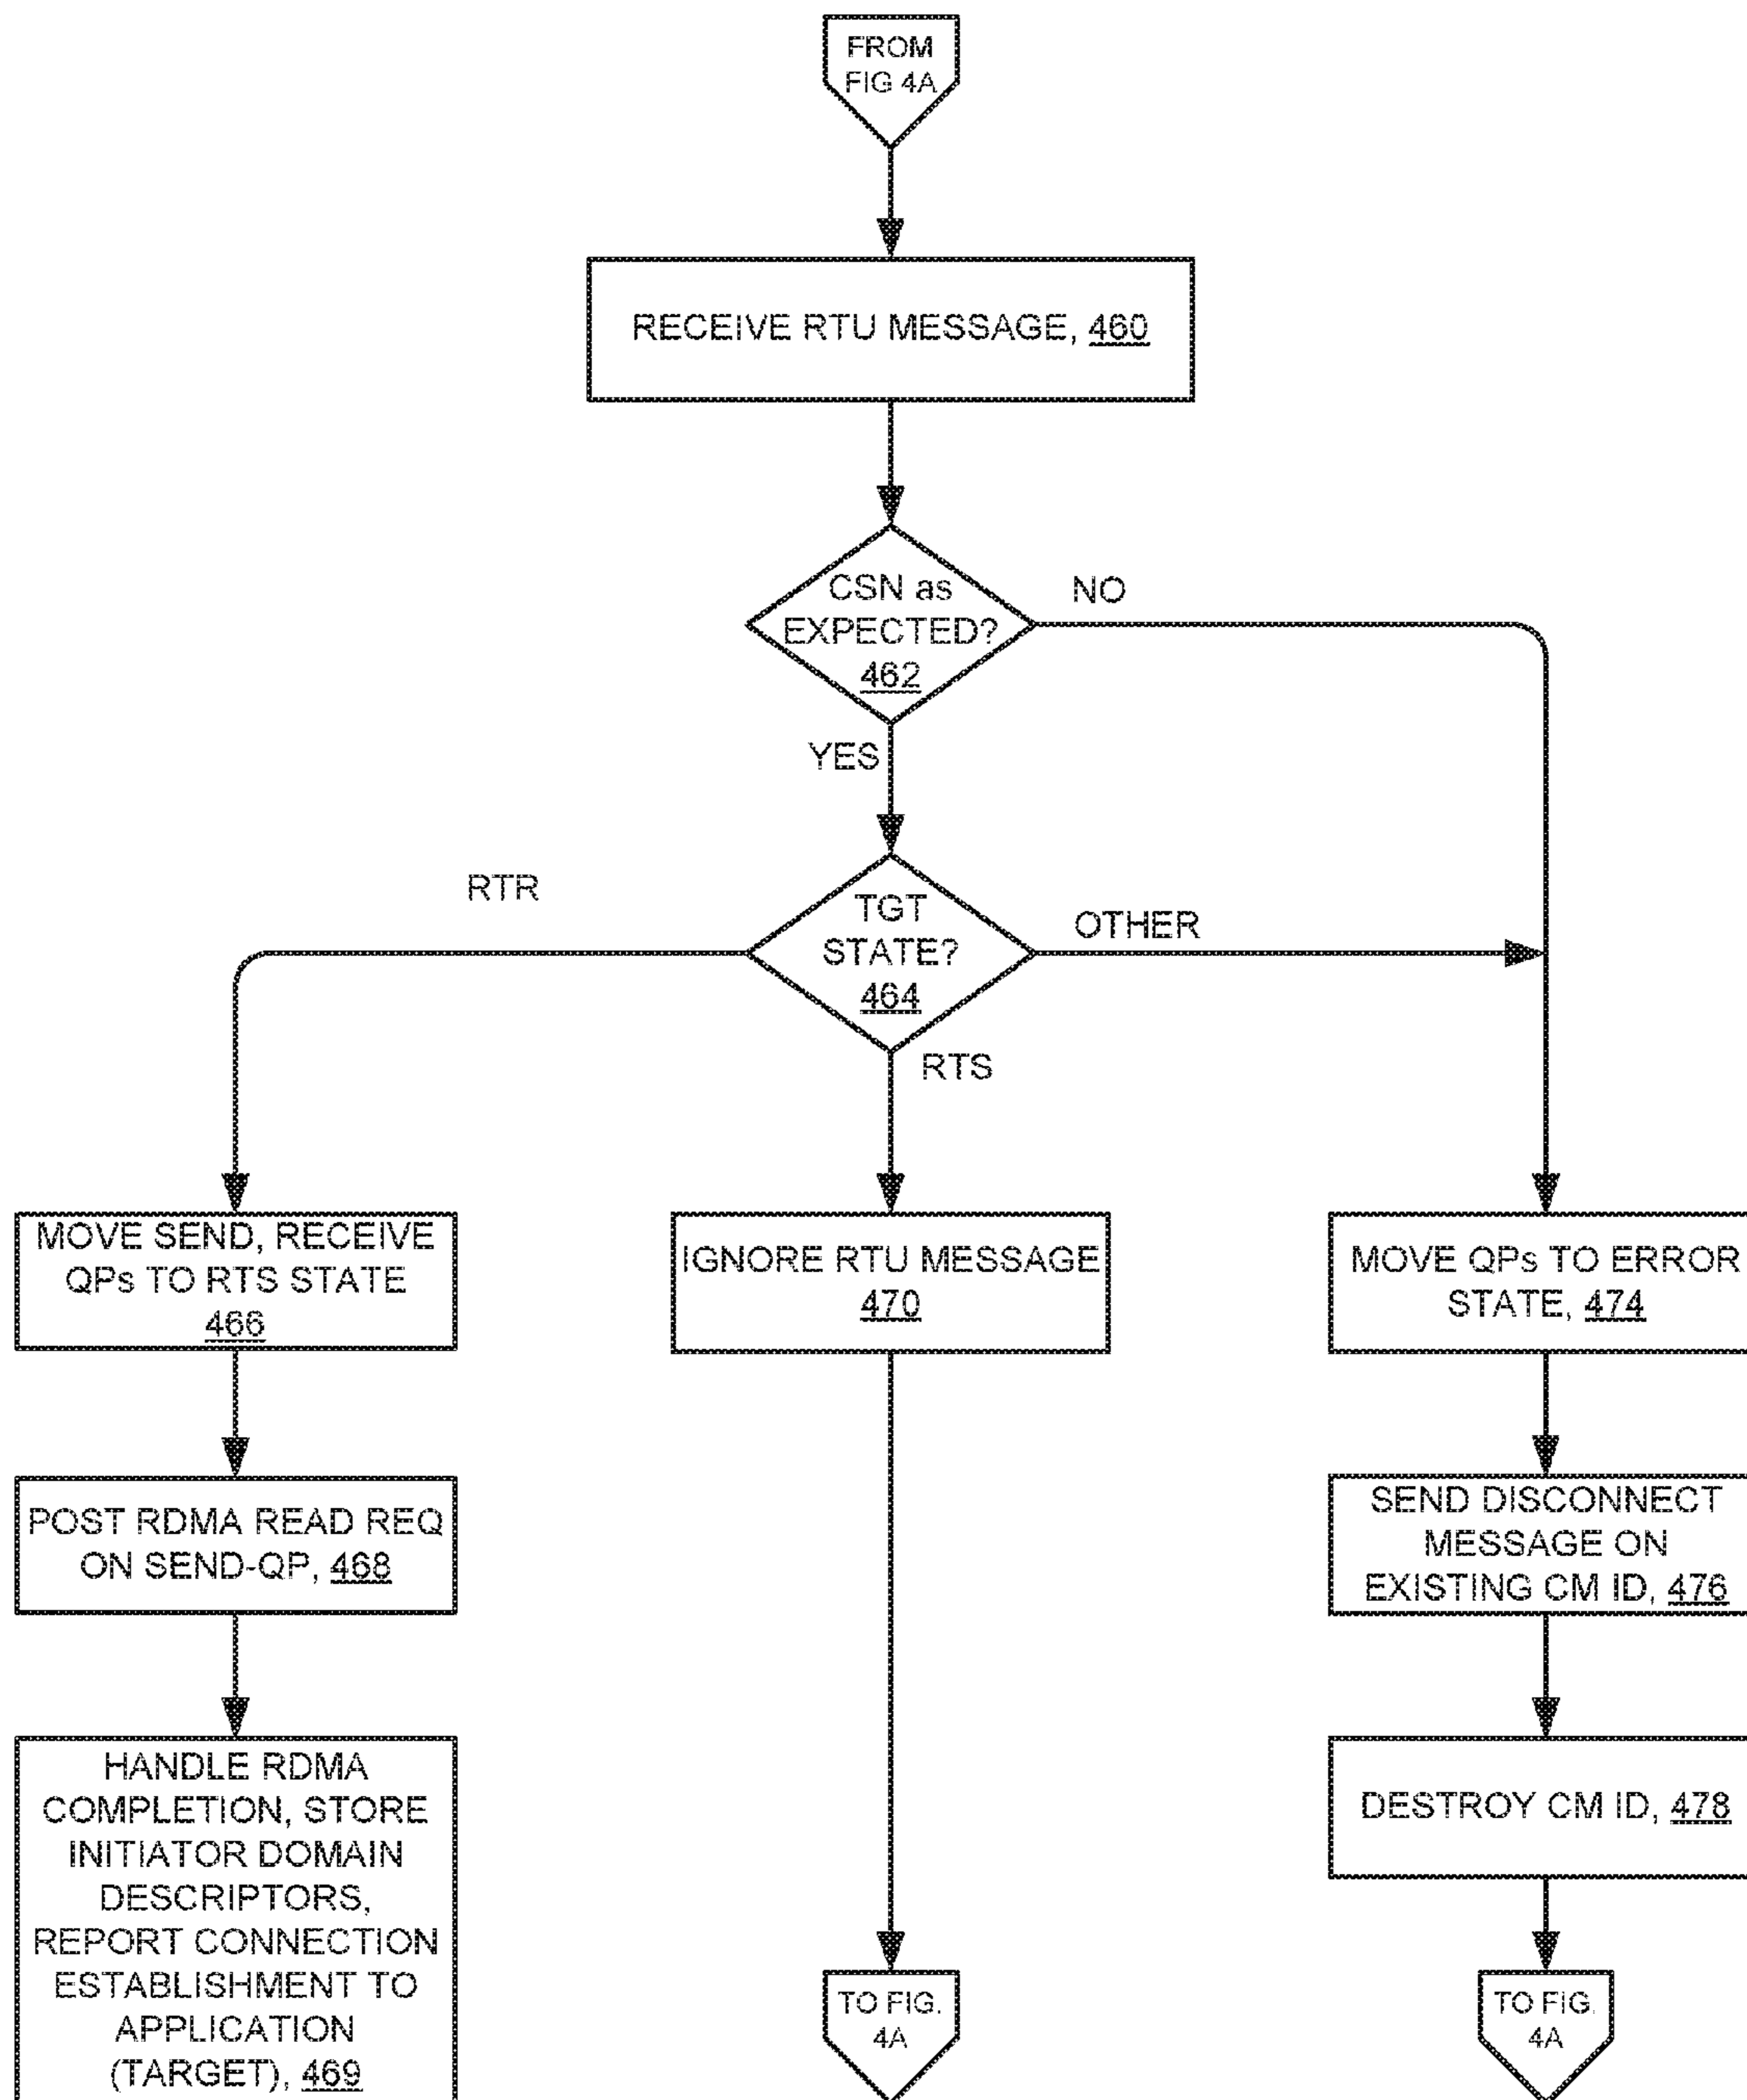 FROM
FIG 4A
RECEIVE RTU MESSAGE, 460
CSN as
EXPECTED?
462
NO
YES
TGT
STATE?
464
RTR
OTHER
RTS
MOVE SEND, RECEIVE
QPs TO RTS STATE
466
IGNORE RTU MESSAGE
470
MOVE QPs TO ERROR
STATE, 474
POST RDMA READ REQ
ON SEND-QP, 468
SEND DISCONNECT
MESSAGE ON
EXISTING CM ID, 476
HANDLE RDMA
COMPLETION, STORE
INITIATOR DOMAIN
DESCRIPTORS,
REPORT CONNECTION
ESTABLISHMENT TO
APPLICATION
(TARGET), 469
DESTROY CM ID, 478
TO FIG.
4A
TO FIG.
4A